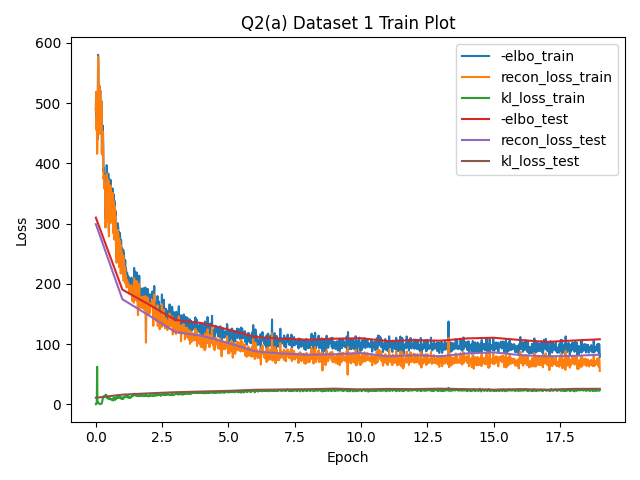 Q2(a) Dataset 1 Train Plot
600
500
400
300
200
100
0
Loss
-elbo_train
recon_loss_train
kl_loss_train
-elbo_test
recon_loss_test
kl_loss_test
0.0 2.5 5.0 7.5 10.0 12.5 15.0 17.5
Epoch